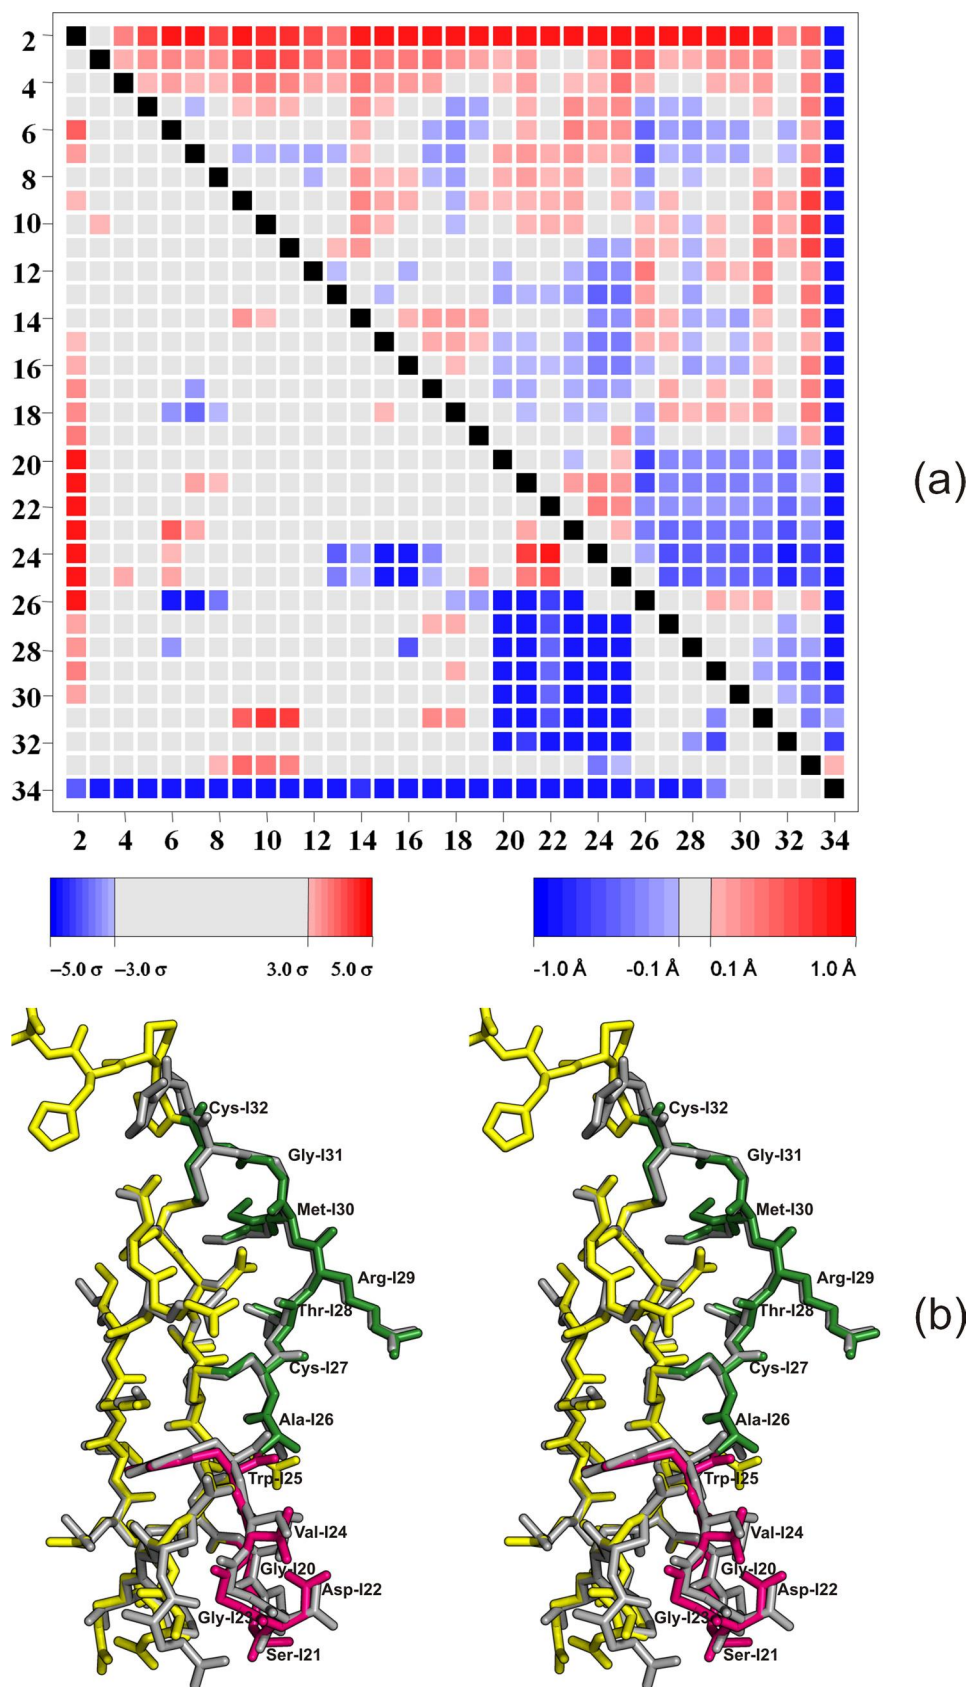 2
4
6
8
10
12
14
16
18
20
22
24
26
28
30
32
34
(a)
2 4 6 8 10 12 14 16 18 20 22 24 26 28 30 32 34
−5.0 σ −3.0 σ 3.0 σ 5.0 σ -1.0 Å -0.1 Å 0.1 Å 1.0 Å
Cys-I32 Cys-I32
Gly-I31 Gly-I31
Met-I30 Met-I30
Arg-I29 Arg-I29
Thr-I28 Thr-I28
(b)
Cys-I27 Cys-I27
Ala-I26 Ala-I26
Trp-I25 Trp-I25
Val-I24 Val-I24
Gly-I20 Gly-I20
Asp-I22 Asp-I22
Gly-I23 Gly-I23
Ser-I21 Ser-I21